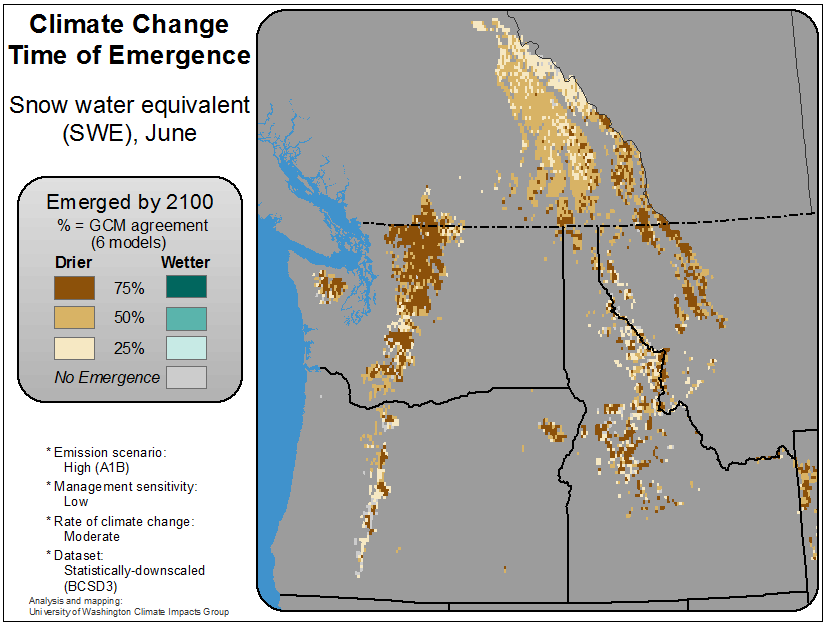 Climate Change
Time of Emergence
Snow water equivalent
(SWE), June
Emerged by 2100
% = GCM agreement
(6 models)
Drier Wetter
75%
50%
25%
No Emergence
* Emission scenario:
High (A1B)
* Management sensitivity:
Low
* Rate of climate change:
Moderate
* Dataset:
Statistically-downscaled
(BCSD3)
Analysis and mapping:
University of Washington Climate Impacts Group